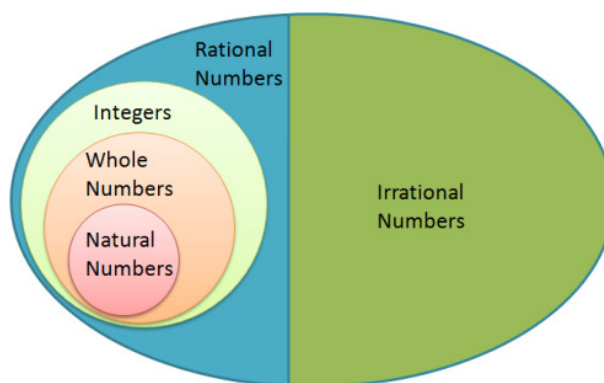 Rational
Numbers
Integers
Whole
Numbers
Natural
Numbers
Irrational
Numbers